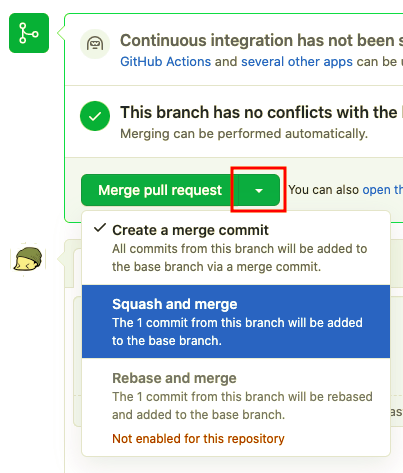 Continuous integration has not been s
GitHub Actions and several other apps can be u
This branch has no conflicts with the
Merging can be performed automatically.
Merge pull request
You can also open th
Create a merge commit
All commits from this branch will be added to
the base branch via a merge commit.
Squash and merge
The 1 commit from this branch will be added
to the base branch.
Rebase and merge
The 1 commit from this branch will be rebased
and added to the base branch.
Not enabled for this repository